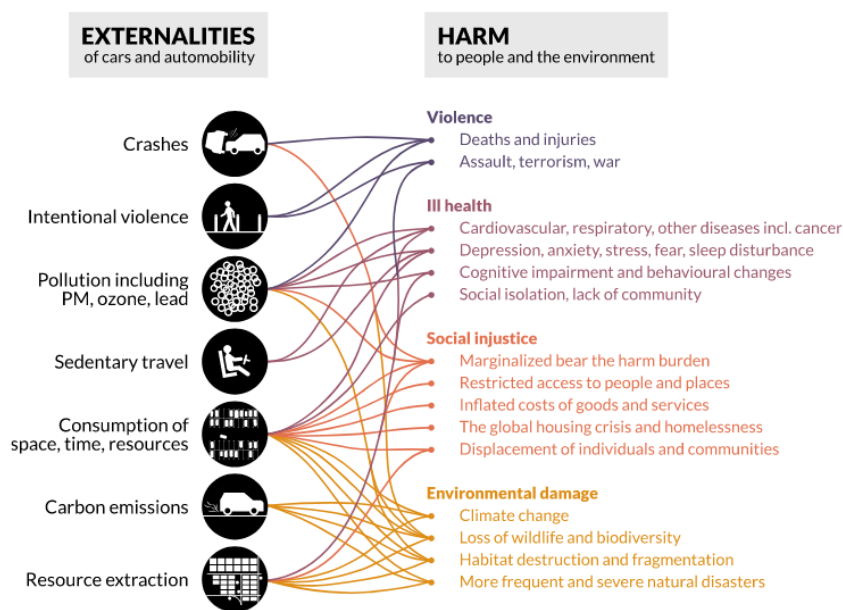 EXTERNALITIES
of cars and automobility
HARM
to people and the environment
Crashes
Intentional violence
Pollution including
PM, ozone, lead
Sedentary travel
Consumption of
space, time, resources
Carbon emissions
Resource extraction
Violence
Deaths and injuries
Assault, terrorism, war
Ill health
Cardiovascular, respiratory, other diseases incl. cancer
Depression, anxiety, stress, fear, sleep disturbance
Cognitive impairment and behavioural changes
Social isolation, lack of community
Social injustice
Marginalized bear the harm burden
Restricted access to people and places
Inflated costs of goods and services
The global housing crisis and homelessness
Displacement of individuals and communities
Environmental damage
Climate change
Loss of wildlife and biodiversity
Habitat destruction and fragmentation
More frequent and severe natural disasters